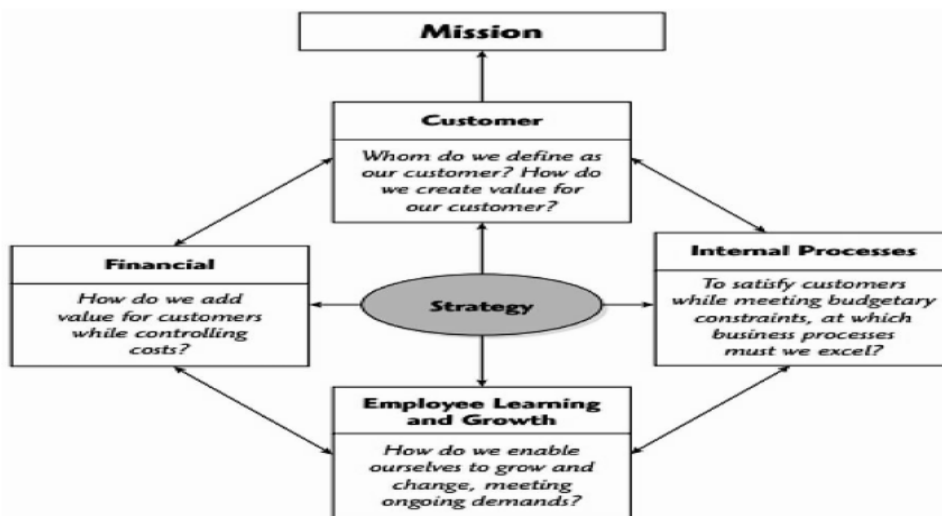 Mission
Customer
Whom do we define as
our customer? How do
we create value for
our customer?
Financial
How do we add
value for customers
while controlling
costs?
Strategy
Internal Processes
To satisfy customers
while meeting budgetary
constraints, at which
business processes
must we excel?
Employee Learning
and Growth
How do we enable
ourselves to grow and
change, meeting
ongoing demands?